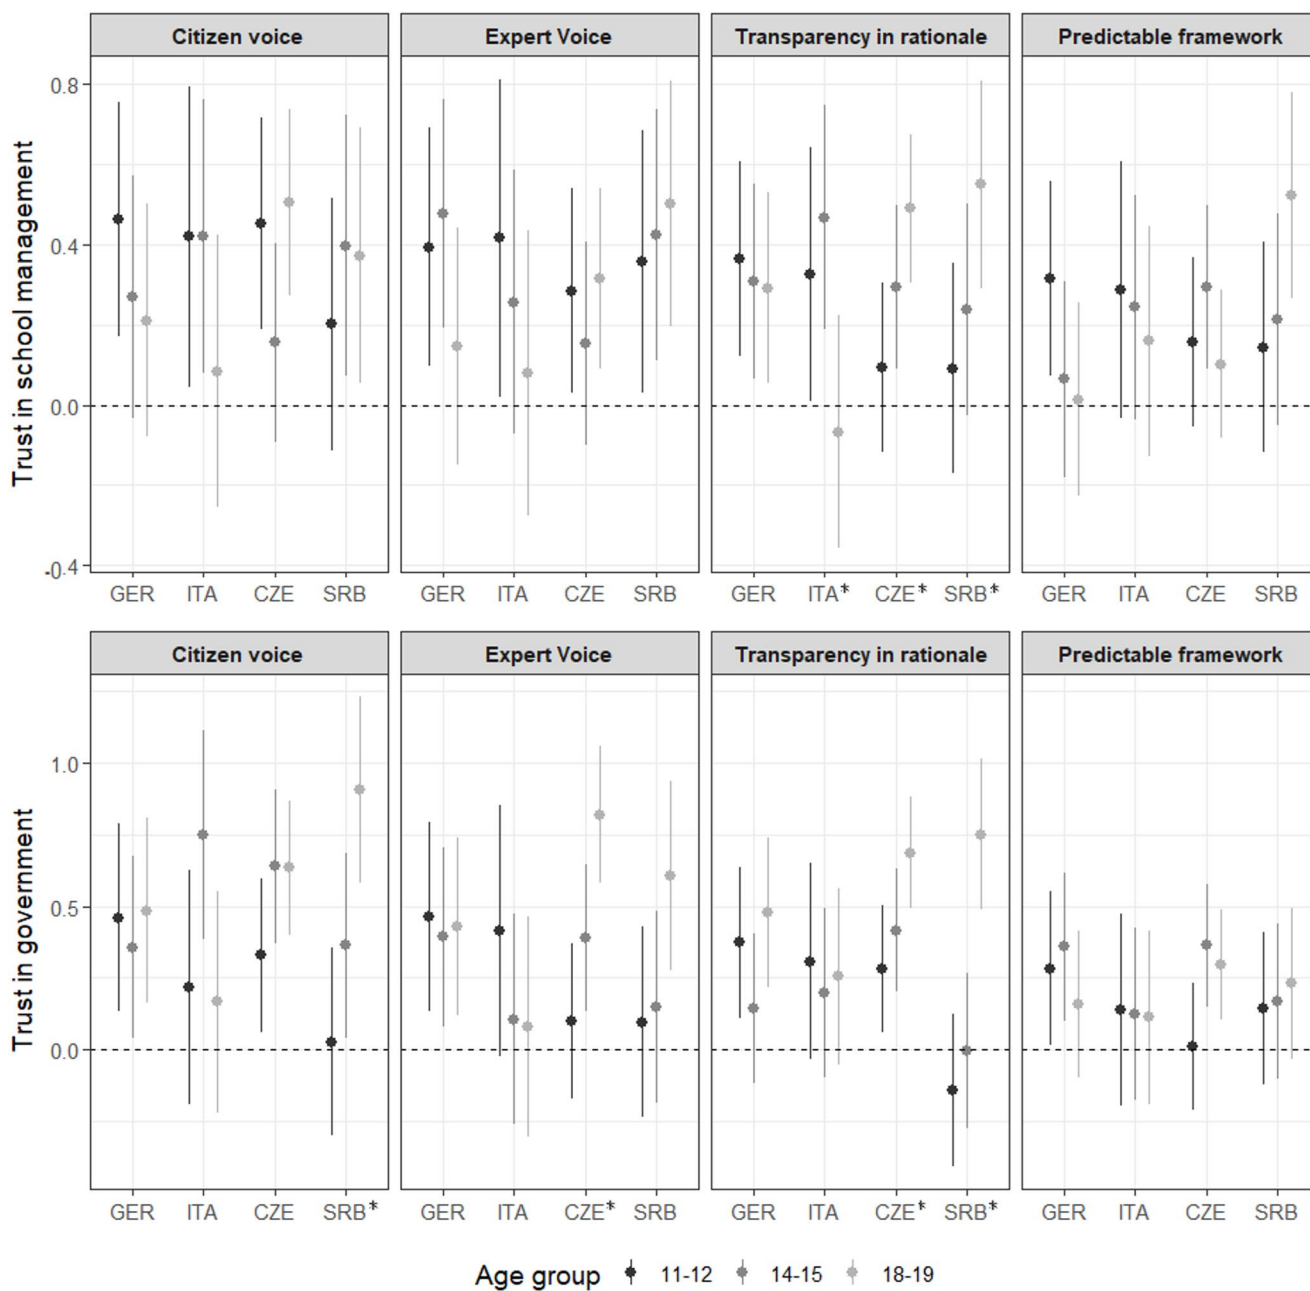 Citizen voice Expert Voice Transparency in rationale Predictable framework
Trust in school management
0.8
0.4
0.0
-0.4
GER ITA CZE SRB GER ITA CZE SRB GER ITA* CZE* SRB* GER ITA CZE SRB
Citizen voice Expert Voice Transparency in rationale Predictable framework
Trust in government
1.0
0.5
0.0
GER ITA CZE SRB* GER ITA CZE* SRB GER ITA CZE* SRB* GER ITA CZE SRB
Age group 11-12 14-15 18-19